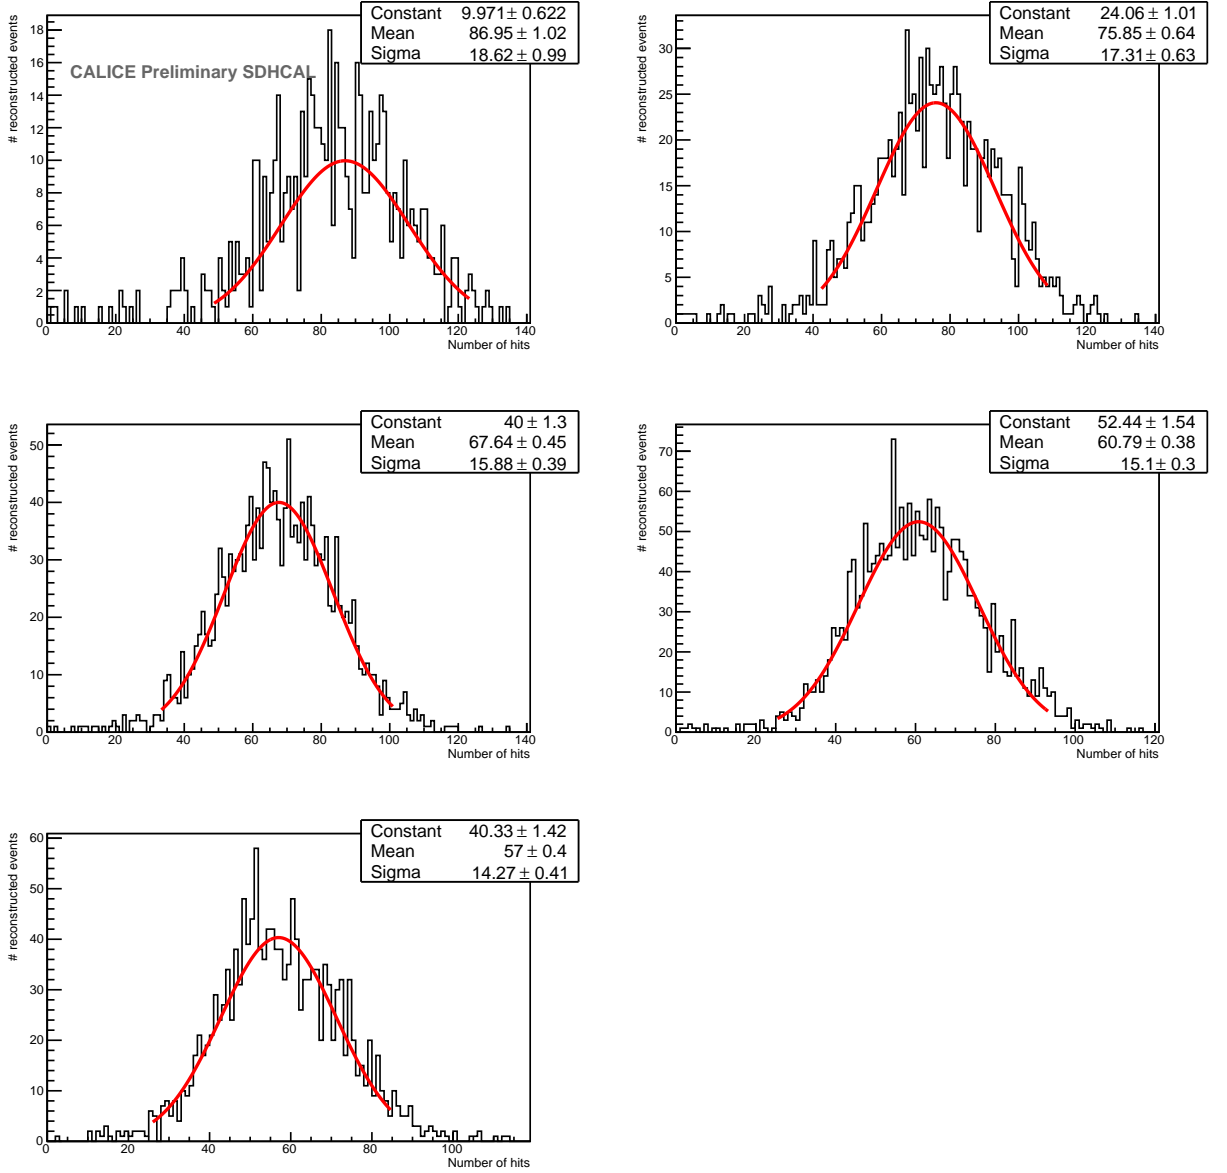 Constant 9.971 ± 0.622
Mean 86.95 ± 1.02
Sigma 18.62 ± 0.99
CALICE Preliminary SDHCAL
# reconstructed events
18
16
14
12
10
8
6
4
2
0
0 20 40 60 80 100 120 140
Number of hits
Constant 24.06 ± 1.01
Mean 75.85 ± 0.64
Sigma 17.31 ± 0.63
# reconstructed events
30
25
20
15
10
5
0
0 20 40 60 80 100 120 140
Number of hits
Constant 40 ± 1.3
Mean 67.64 ± 0.45
Sigma 15.88 ± 0.39
# reconstructed events
50
40
30
20
10
0
0 20 40 60 80 100 120 140
Number of hits
Constant 52.44 ± 1.54
Mean 60.79 ± 0.38
Sigma 15.1 ± 0.3
# reconstructed events
70
60
50
40
30
20
10
0
0 20 40 60 80 100 120
Number of hits
Constant 40.33 ± 1.42
Mean 57 ± 0.4
Sigma 14.27 ± 0.41
# reconstructed events
60
50
40
30
20
10
0
0 20 40 60 80 100
Number of hits